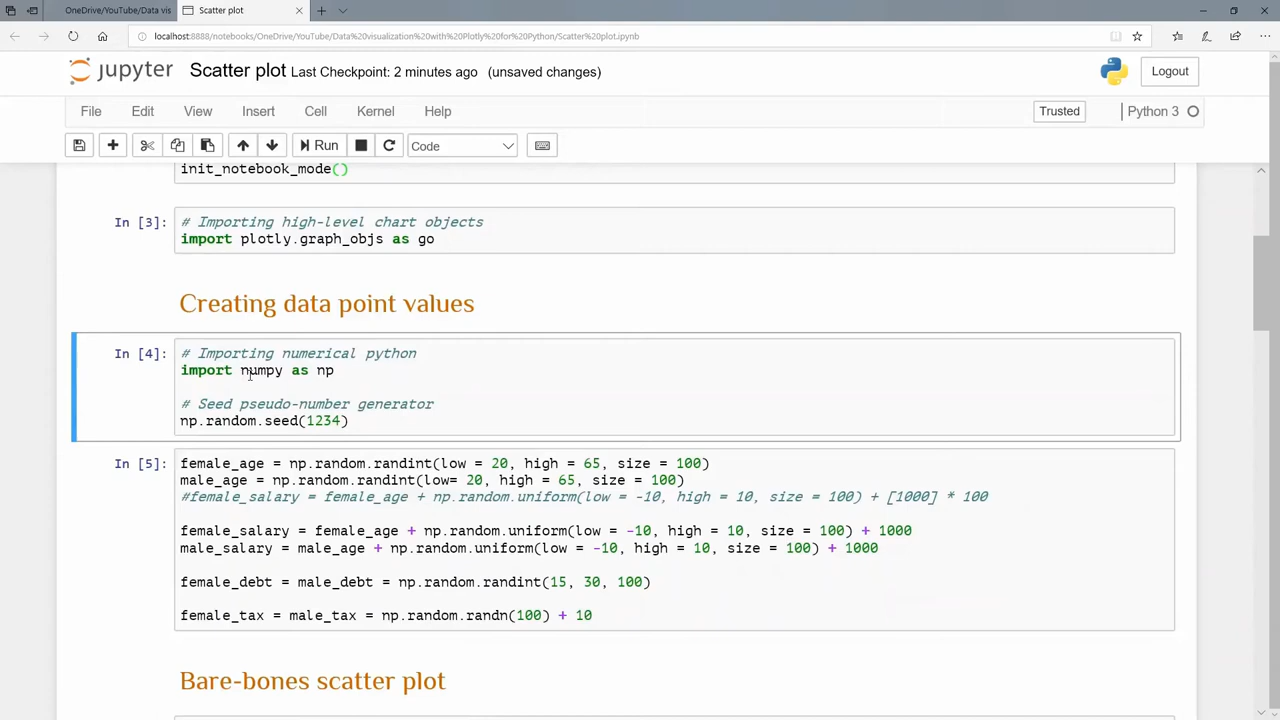 OneDrive/YouTube/Data vis
Scatter plot
localhost:8888/notebooks/OneDrive/YouTube/Data%20visualization%20with%20Plotly%20for%20Python/Scatter%20plot.ipynb
jupyter Scatter plot Last Checkpoint: 2 minutes ago (unsaved changes)
Logout
File Edit View Insert Cell Kernel Help
Trusted Python 3
Run Code
init_notebook_mode()
In [3]: # Importing high-level chart objects
import plotly.graph_objs as go
Creating data point values
In [4]: # Importing numerical python
import numpy as np
# Seed pseudo-number generator
np.random.seed(1234)
In [5]: female_age = np.random.randint(low = 20, high = 65, size = 100)
male_age = np.random.randint(low= 20, high = 65, size = 100)
#female_salary = female_age + np.random.uniform(low = -10, high = 10, size = 100) + [1000] * 100
female_salary = female_age + np.random.uniform(low = -10, high = 10, size = 100) + 1000
male_salary = male_age + np.random.uniform(low = -10, high = 10, size = 100) + 1000
female_debt = male_debt = np.random.randint(15, 30, 100)
female_tax = male_tax = np.random.randn(100) + 10
Bare-bones scatter plot